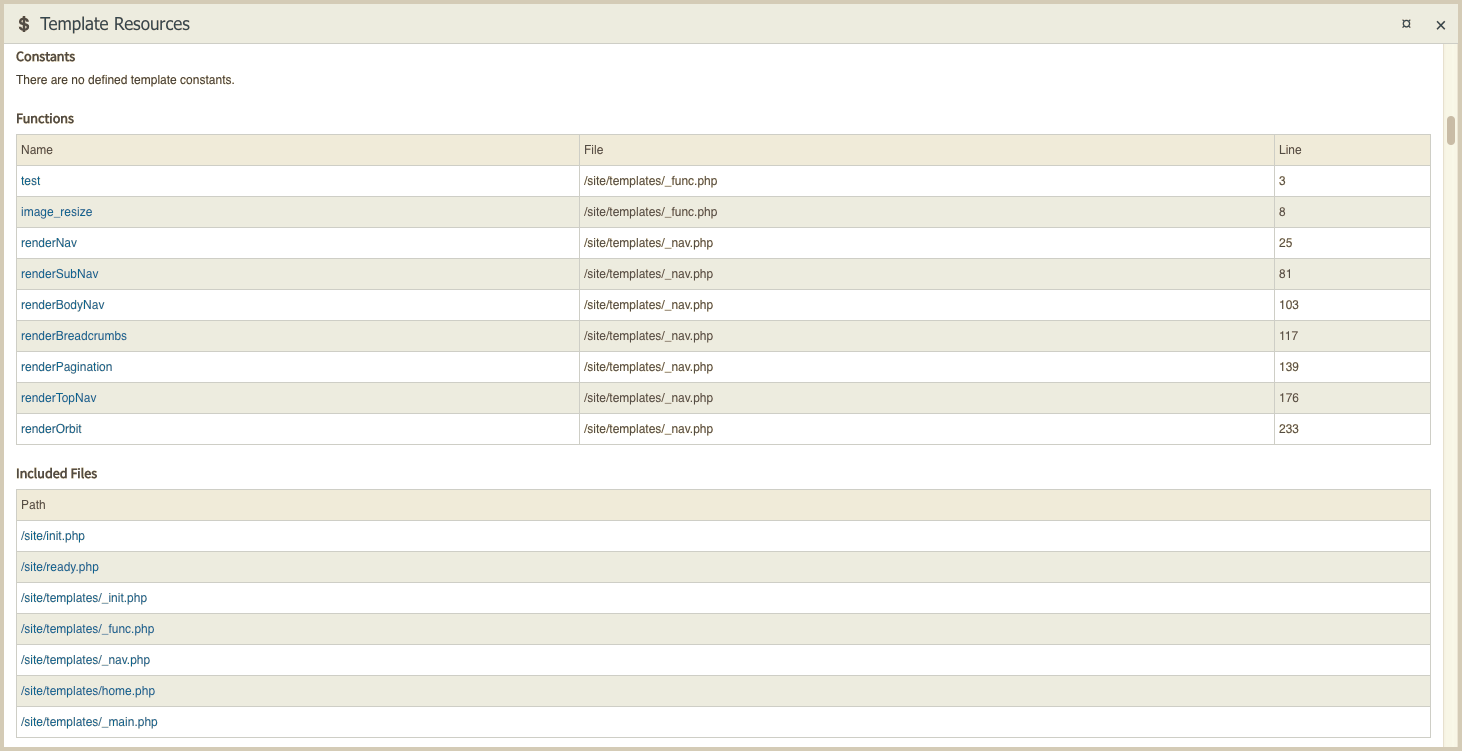 $ Template Resources ¤ ×
Constants
There are no defined template constants.
Functions
Name File Line
test /site/templates/_func.php 3
image_resize /site/templates/_func.php 8
renderNav /site/templates/_nav.php 25
renderSubNav /site/templates/_nav.php 81
renderBodyNav /site/templates/_nav.php 103
renderBreadcrumbs /site/templates/_nav.php 117
renderPagination /site/templates/_nav.php 139
renderTopNav /site/templates/_nav.php 176
renderOrbit /site/templates/_nav.php 233
Included Files
Path
/site/init.php
/site/ready.php
/site/templates/_init.php
/site/templates/_func.php
/site/templates/_nav.php
/site/templates/home.php
/site/templates/_main.php